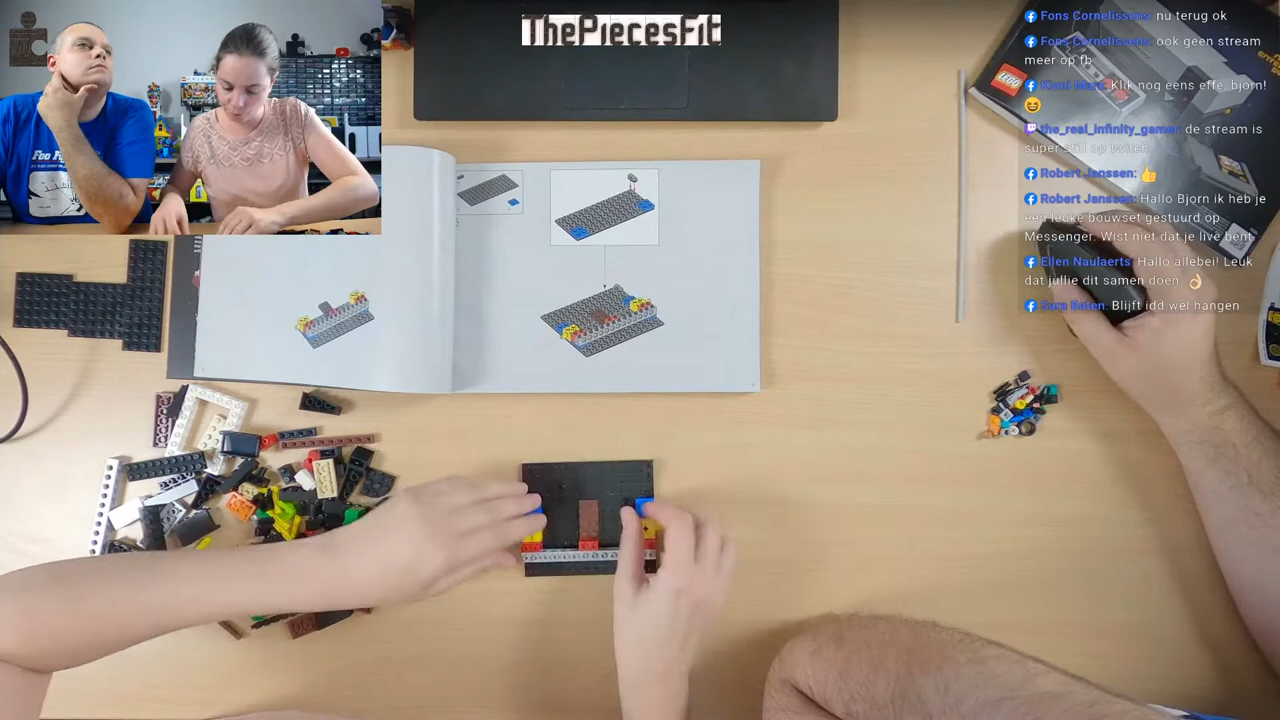 ThePiecesFit
Fons Cornelissens: nu terug ok
Fons Cornelissens: ook geen stream
meer op fb
Klik nog eens effe, bjorn!
😆
the_real_infinity_gamer: de stream is
super still op twitch
Robert Janssen: 👍
Robert Janssen: Hallo Bjorn ik heb je
een leuke bouwset gestuurd op
Messenger. Wist niet dat je live bent
Ellen Naulaerts: Hallo allebei! Leuk
dat jullie dit samen doen 👌
Sara Baten: Blijft idd wel hangen
LEGO